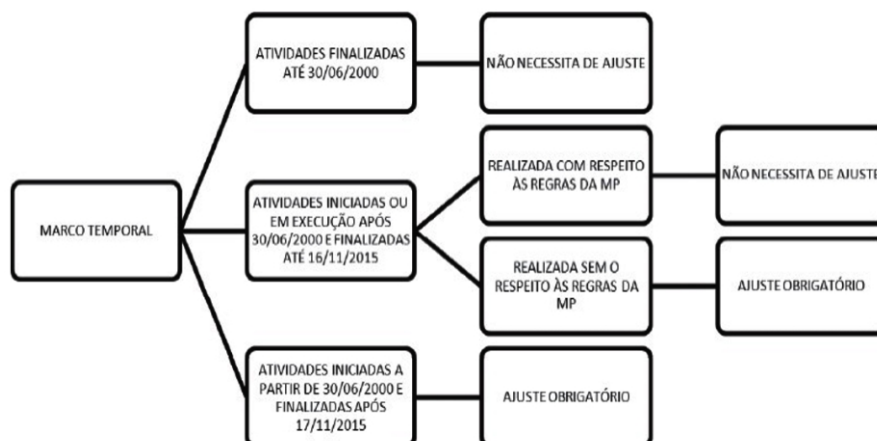 MARCO TEMPORAL
ATIVIDADES FINALIZADAS
ATÉ 30/06/2000
NÃO NECESSITA DE AJUSTE
ATIVIDADES INICIADAS OU
EM EXECUÇÃO APÓS
30/06/2000 E FINALIZADAS
ATÉ 16/11/2015
REALIZADA COM RESPEITO
ÀS REGRAS DA MP
NÃO NECESSITA DE AJUSTE
REALIZADA SEM O
RESPEITO ÀS REGRAS DA
MP
AJUSTE OBRIGATÓRIO
ATIVIDADES INICIADAS A
PARTIR DE 30/06/2000 E
FINALIZADAS APÓS
17/11/2015
AJUSTE OBRIGATÓRIO